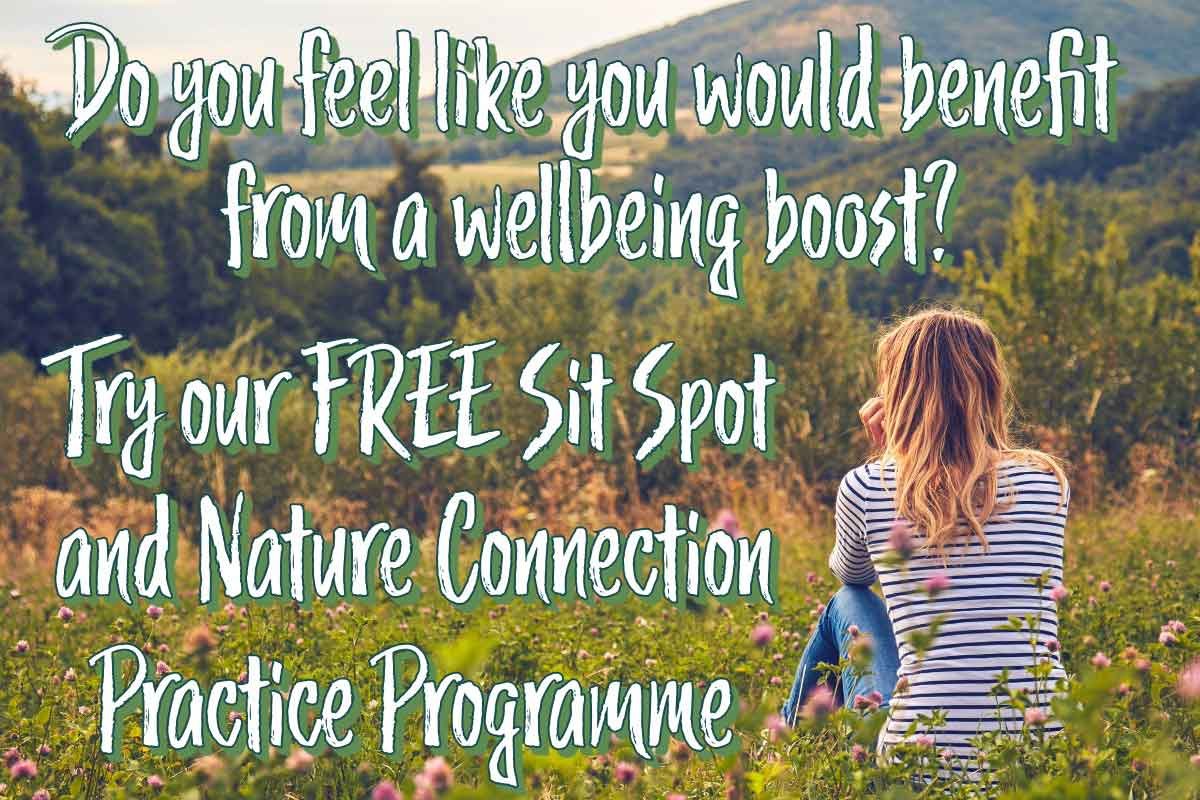 Do you feel like you would benefit
from a wellbeing boost?
Try our FREE Sit Spot
and Nature Connection
Practice Programme